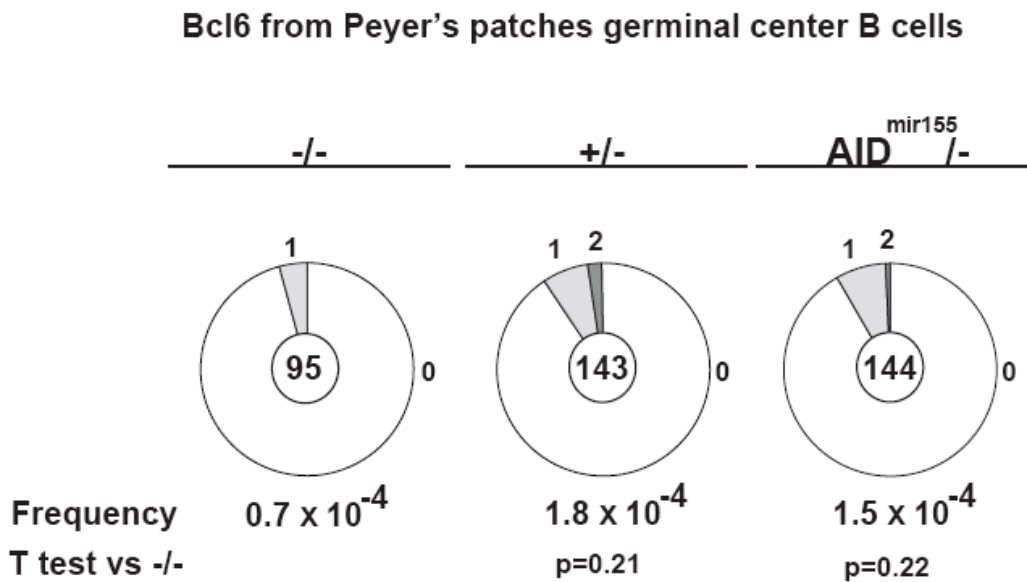 Bcl6 from Peyer's patches germinal center B cells
-/- +/- AID^mir155/-
1 1 2 1 2
95 0 143 0 144 0
Frequency 0.7 x 10^-4 1.8 x 10^-4 1.5 x 10^-4
T test vs -/- p=0.21 p=0.22